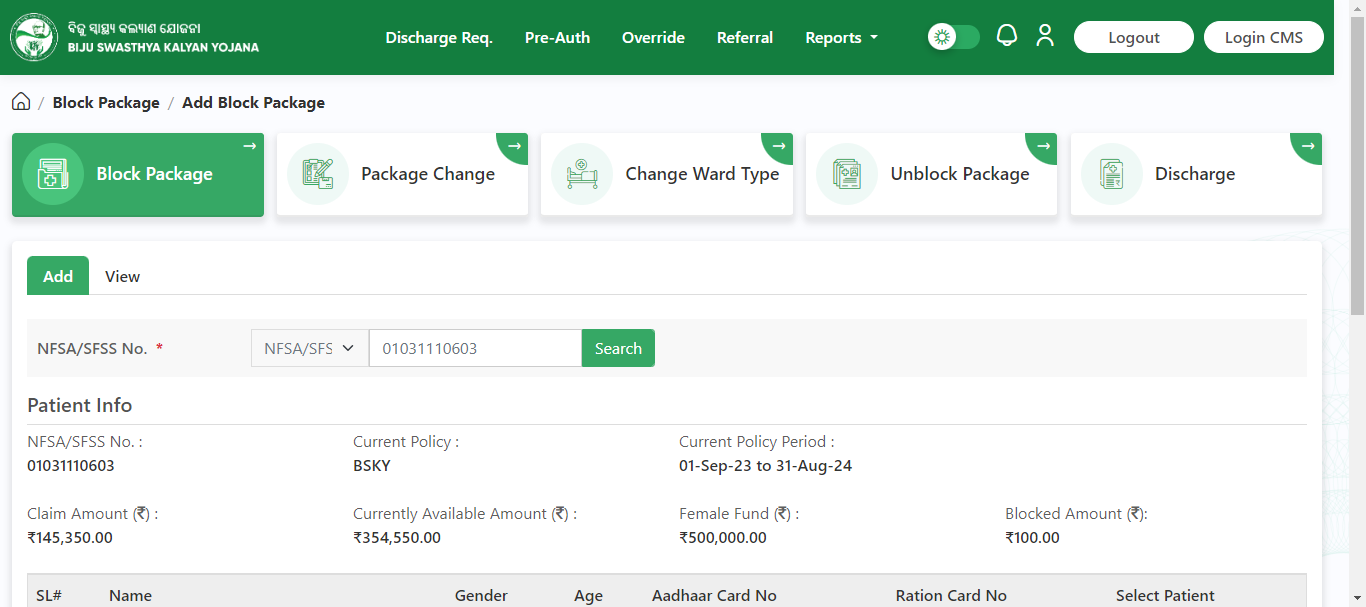 ବିଜୁ ସ୍ୱାସ୍ଥ୍ୟ କଲ୍ୟାଣ ଯୋଜନା
BIJU SWASTHYA KALYAN YOJANA
Discharge Req. Pre-Auth Override Referral Reports Logout Login CMS
/ Block Package / Add Block Package
Block Package → Package Change → Change Ward Type → Unblock Package → Discharge →
Add View
NFSA/SFSS No. * NFSA/SFS 01031110603 Search
Patient Info
NFSA/SFSS No. : Current Policy : Current Policy Period :
01031110603 BSKY 01-Sep-23 to 31-Aug-24
Claim Amount (₹) : Currently Available Amount (₹) : Female Fund (₹) : Blocked Amount (₹):
₹145,350.00 ₹354,550.00 ₹500,000.00 ₹100.00
SL# Name Gender Age Aadhaar Card No Ration Card No Select Patient